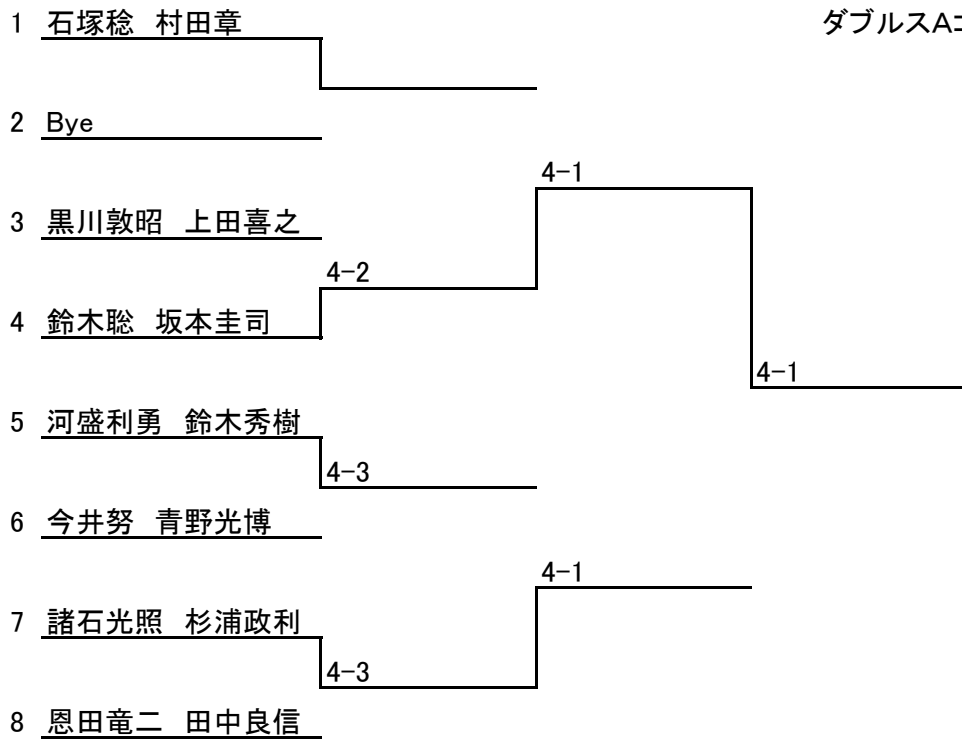 ダブルスAコ
1 石塚稔 村田章
2 Bye
4-1
3 黒川敦昭 上田喜之
4-2
4 鈴木聡 坂本圭司
4-1
5 河盛利勇 鈴木秀樹
4-3
6 今井努 青野光博
4-1
7 諸石光照 杉浦政利
4-3
8 恩田竜二 田中良信